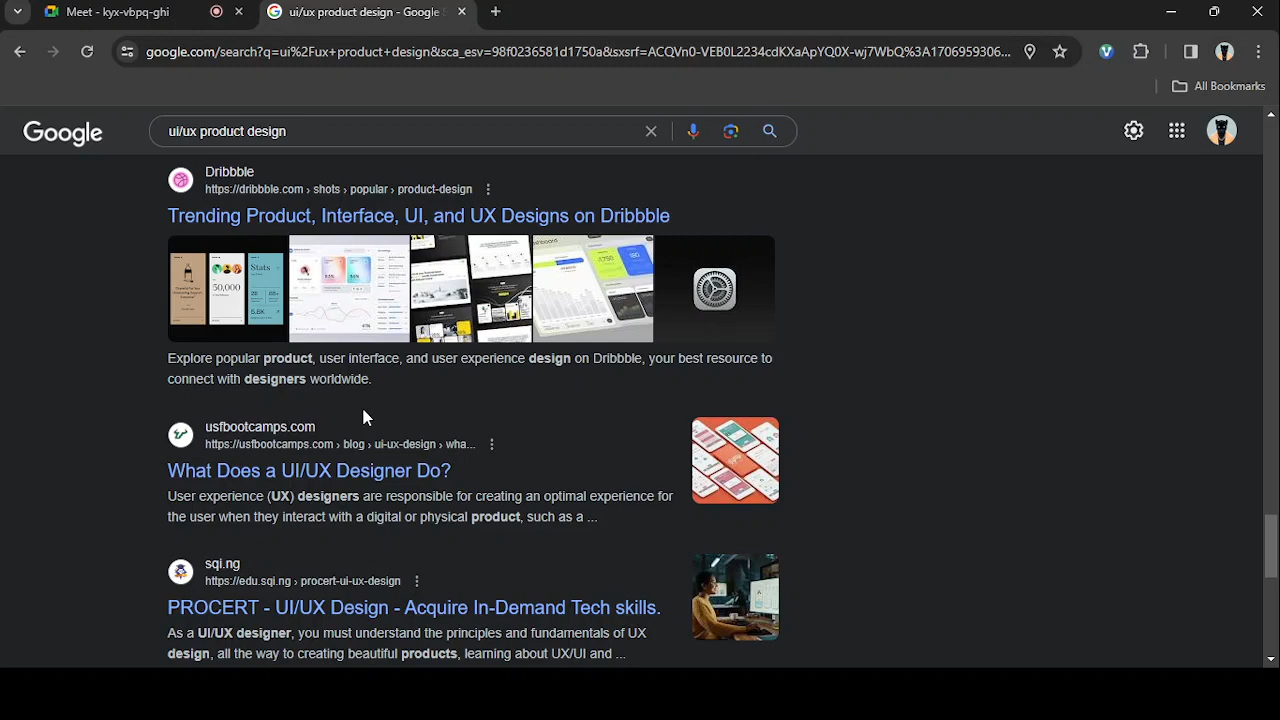 Meet - kyx-vbpq-ghi
ui/ux product design - Google
google.com/search?q=ui%2Fux+product+design&sca_esv=98f0236581d1750a&sxsrf=ACQVn0-VEB0L2234cdKXaApYQ0X-wj7WbQ%3A1706959306...
All Bookmarks
Google
ui/ux product design
Dribbble
https://dribbble.com › shots › popular › product-design
Trending Product, Interface, UI, and UX Designs on Dribbble
50,000
Stats
Explore popular product, user interface, and user experience design on Dribbble, your best resource to
connect with designers worldwide.
usfbootcamps.com
https://usfbootcamps.com › blog › ui-ux-design › wha...
What Does a UI/UX Designer Do?
User experience (UX) designers are responsible for creating an optimal experience for
the user when they interact with a digital or physical product, such as a ...
sqi.ng
https://edu.sqi.ng › procert-ui-ux-design
PROCERT - UI/UX Design - Acquire In-Demand Tech skills.
As a UI/UX designer, you must understand the principles and fundamentals of UX
design, all the way to creating beautiful products, learning about UX/UI and ...